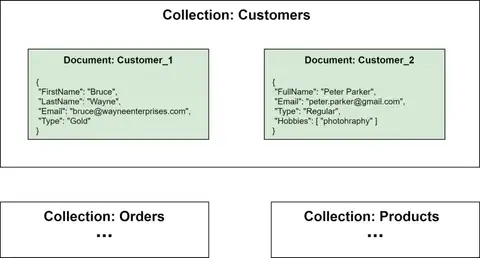 Collection: Customers
Document: Customer_1
{
"FirstName": "Bruce",
"LastName": "Wayne",
"Email": "bruce@wayneenterprises.com",
"Type": "Gold"
}
Document: Customer_2
{
"FullName": "Peter Parker",
"Email": "peter.parker@gmail.com",
"Type": "Regular",
"Hobbies": [ "photohraphy" ]
}
Collection: Orders
...
Collection: Products
...